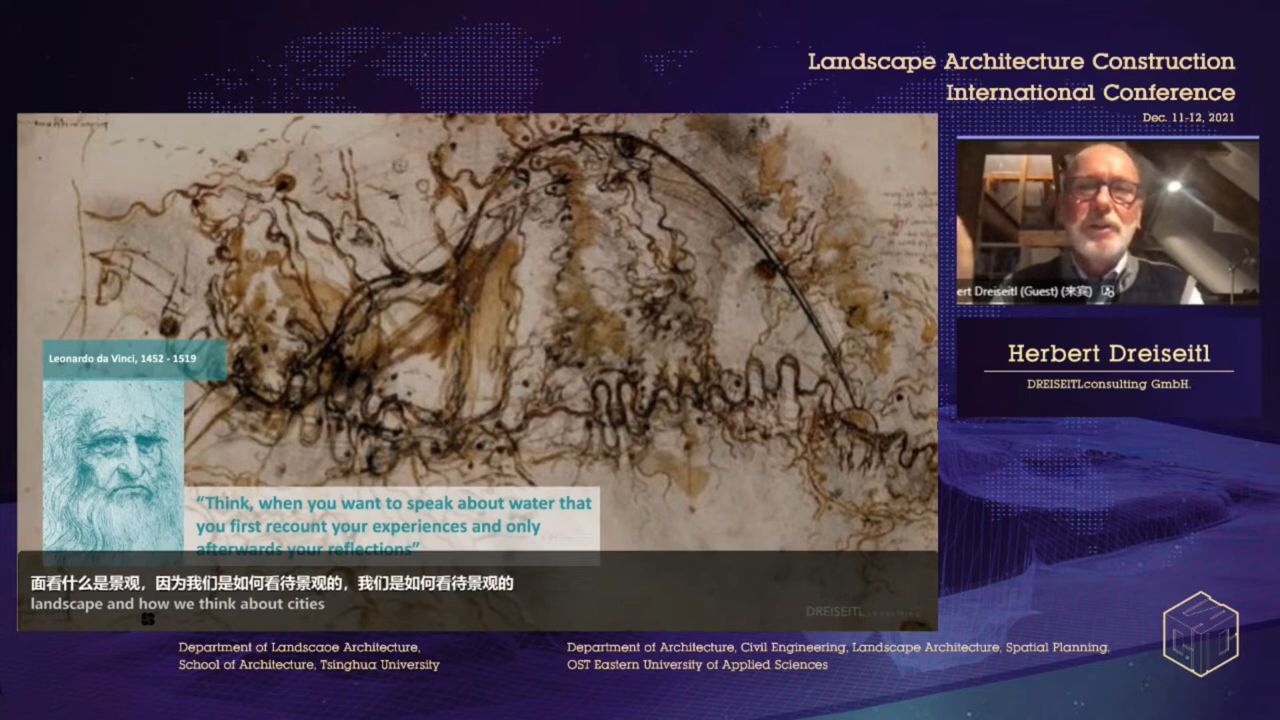 Landscape Architecture Construction
International Conference
Dec. 11-12, 2021
ert Dreiseitl (Guest) (来宾)
Herbert Dreiseitl
DREISEITLconsulting GmbH.
Leonardo da Vinci, 1452 - 1519
“Think, when you want to speak about water that
you first recount your experiences and only
afterwards your reflections”
面看什么是景观，因为我们是如何看待景观的，我们是如何看待景观的
landscape and how we think about cities
DREISEITL consulting
Department of Landscaoe Architecture,
School of Architecture, Tsinghua University
Department of Architecture, Civil Engineering, Landscape Architecture, Spatial Planning,
OST Eastern University of Applied Sciences